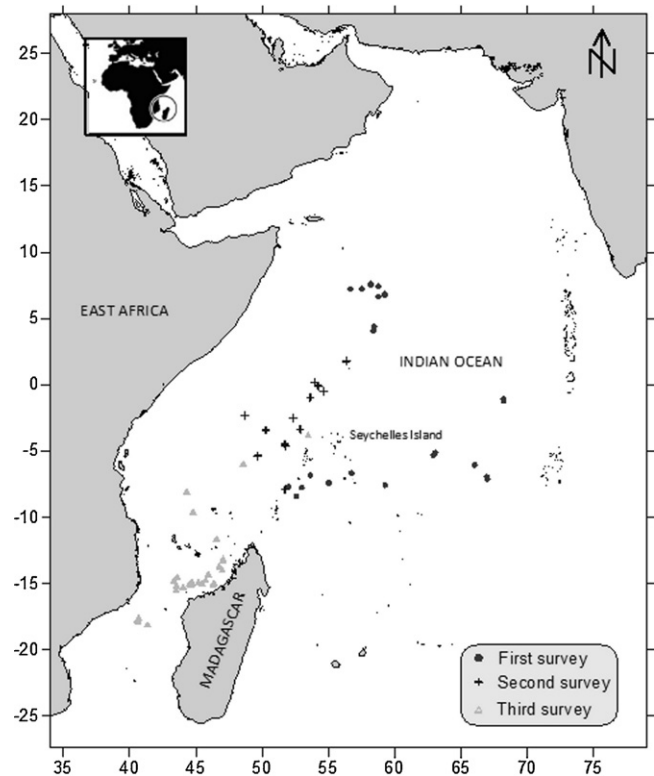 25
20
15
10
5
0
-5
-10
-15
-20
-25
N
EAST AFRICA
INDIAN OCEAN
Seychelles Island
MADAGASCAR
First survey
Second survey
Third survey
35 40 45 50 55 60 65 70 75